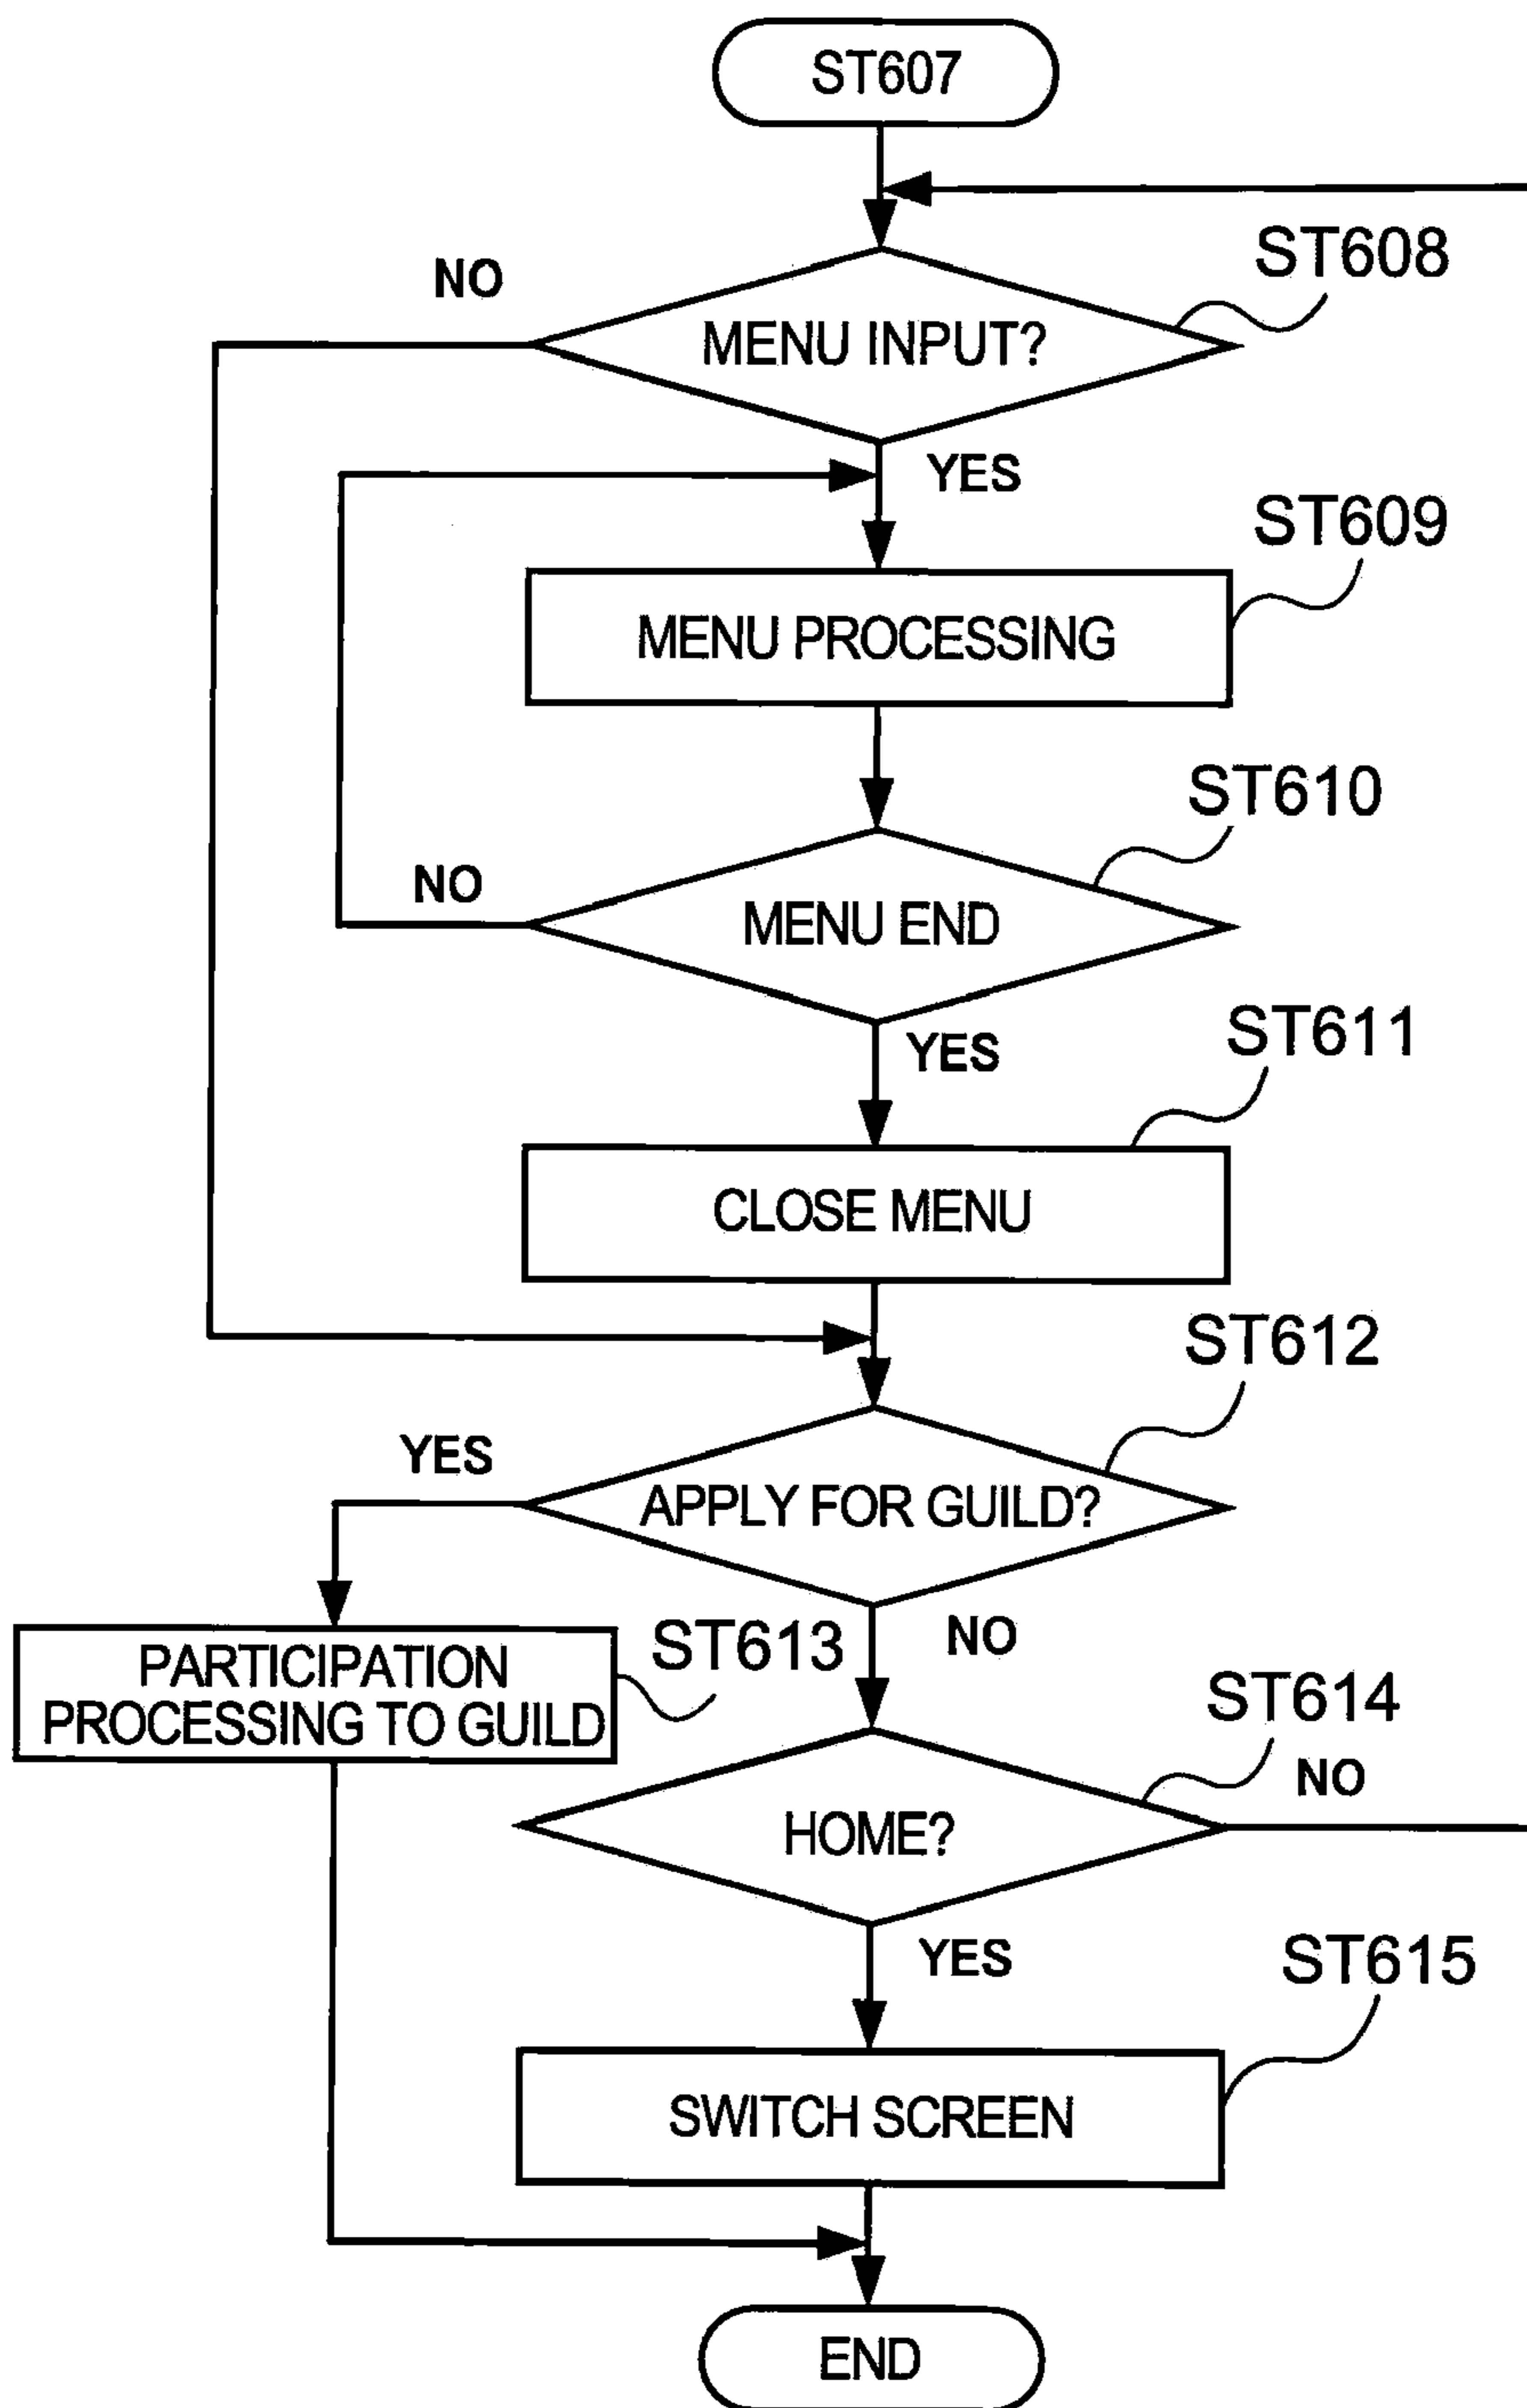 ST607
ST608
NO
MENU INPUT?
YES
ST609
MENU PROCESSING
ST610
NO
MENU END
YES
ST611
CLOSE MENU
ST612
YES
APPLY FOR GUILD?
NO
ST613
PARTICIPATION
PROCESSING TO GUILD
ST614
NO
HOME?
YES
ST615
SWITCH SCREEN
END